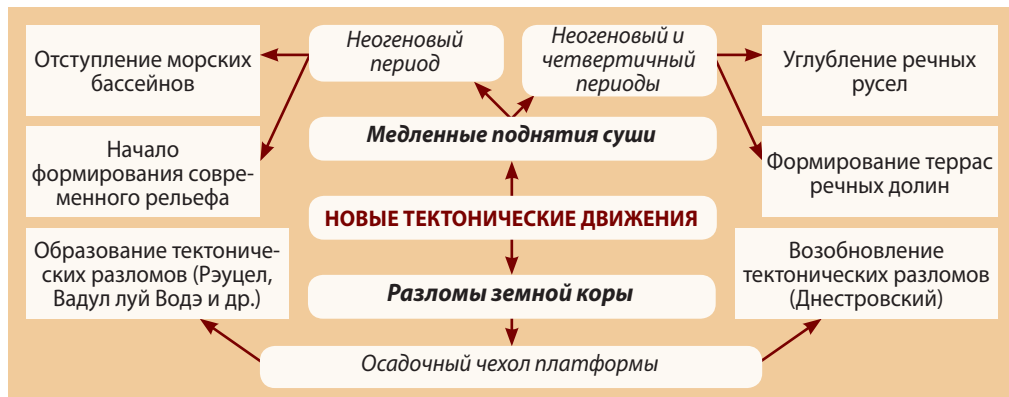 Отступление морских
бассейнов
Неогеновый
период
Неогеновый и
четвертичный
периоды
Углубление речных
русел
Начало
формирования совре-
менного рельефа
Медленные поднятия суши
Формирование террас
речных долин
НОВЫЕ ТЕКТОНИЧЕСКИЕ ДВИЖЕНИЯ
Образование тектониче-
ских разломов (Рэуцел,
Вадул луй Водэ и др.)
Разломы земной коры
Возобновление
тектонических разломов
(Днестровский)
Осадочный чехол платформы